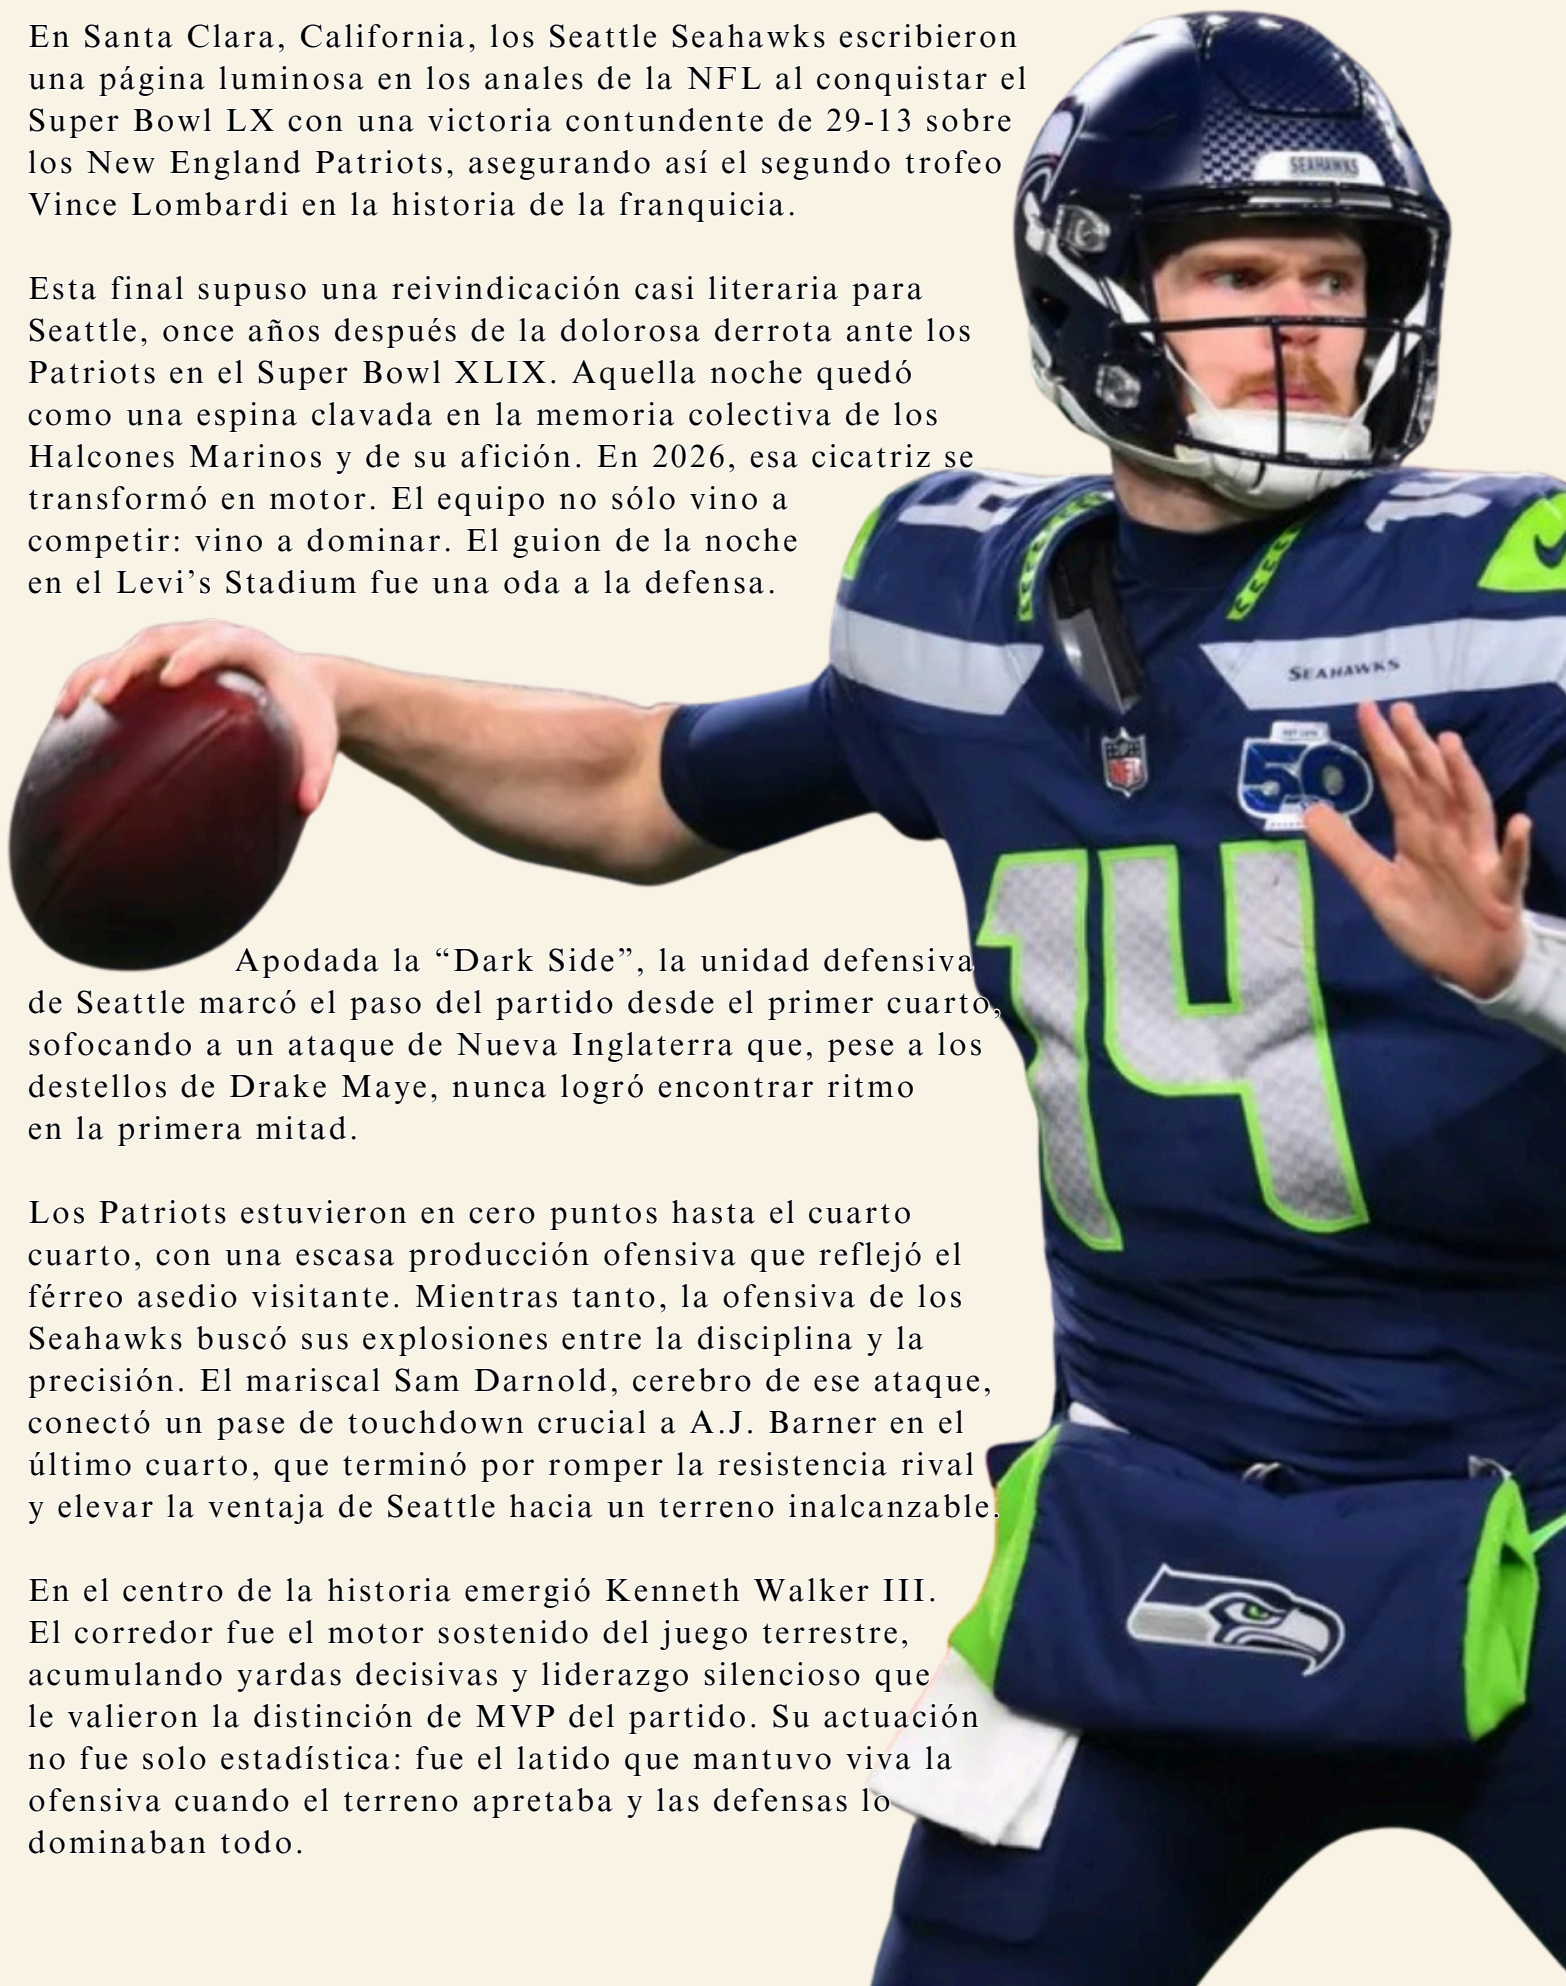 En Santa Clara, California, los Seattle Seahawks escribieron
una página luminosa en los anales de la NFL al conquistar el
Super Bowl LX con una victoria contundente de 29-13 sobre
los New England Patriots, asegurando así el segundo trofeo
Vince Lombardi en la historia de la franquicia.
Esta final supuso una reivindicación casi literaria para
Seattle, once años después de la dolorosa derrota ante los
Patriots en el Super Bowl XLIX. Aquella noche quedó
como una espina clavada en la memoria colectiva de los
Halcones Marinos y de su afición. En 2026, esa cicatriz se
transformó en motor. El equipo no sólo vino a
competir: vino a dominar. El guion de la noche
en el Levi’s Stadium fue una oda a la defensa.
Apodada la “Dark Side”, la unidad defensiva
de Seattle marcó el paso del partido desde el primer cuarto,
sofocando a un ataque de Nueva Inglaterra que, pese a los
destellos de Drake Maye, nunca logró encontrar ritmo
en la primera mitad.
Los Patriots estuvieron en cero puntos hasta el cuarto
cuarto, con una escasa producción ofensiva que reflejó el
férreo asedio visitante. Mientras tanto, la ofensiva de los
Seahawks buscó sus explosiones entre la disciplina y la
precisión. El mariscal Sam Darnold, cerebro de ese ataque,
conectó un pase de touchdown crucial a A.J. Barner en el
último cuarto, que terminó por romper la resistencia rival
y elevar la ventaja de Seattle hacia un terreno inalcanzable.
En el centro de la historia emergió Kenneth Walker III.
El corredor fue el motor sostenido del juego terrestre,
acumulando yardas decisivas y liderazgo silencioso que
le valieron la distinción de MVP del partido. Su actuación
no fue solo estadística: fue el latido que mantuvo viva la
ofensiva cuando el terreno apretaba y las defensas lo
dominaban todo.
SEAHAWKS
SEAHAWKS
NFL
50
14